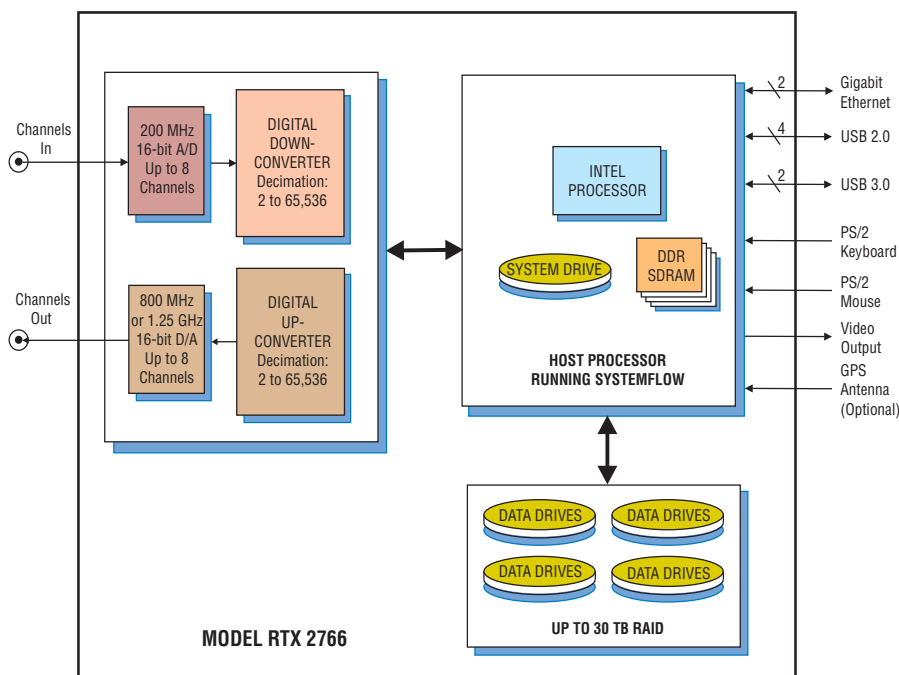 Channels
In
200 MHz
16-bit A/D
Up to 8
Channels
DIGITAL
DOWN-
CONVERTER
Decimation:
2 to 65,536
Channels
Out
800 MHz
or 1.25 GHz
16-bit D/A
Up to 8
Channels
DIGITAL
UP-
CONVERTER
Decimation:
2 to 65,536
INTEL
PROCESSOR
SYSTEM DRIVE
DDR
SDRAM
HOST PROCESSOR
RUNNING SYSTEMFLOW
2
Gigabit
Ethernet
4
USB 2.0
2
USB 3.0
PS/2
Keyboard
PS/2
Mouse
Video
Output
GPS
Antenna
(Optional)
DATA DRIVES
DATA DRIVES
DATA DRIVES
DATA DRIVES
UP TO 30 TB RAID
MODEL RTX 2766